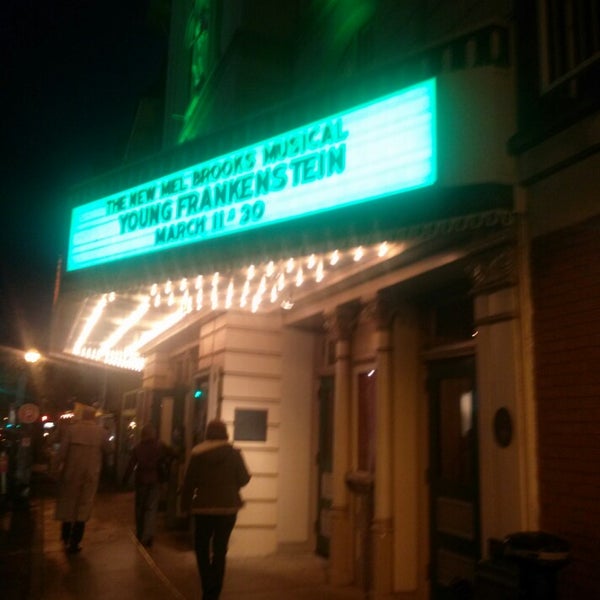 THE NEW MEL BROOKS MUSICAL
YOUNG FRANKENSTEIN
MARCH 11 & 30